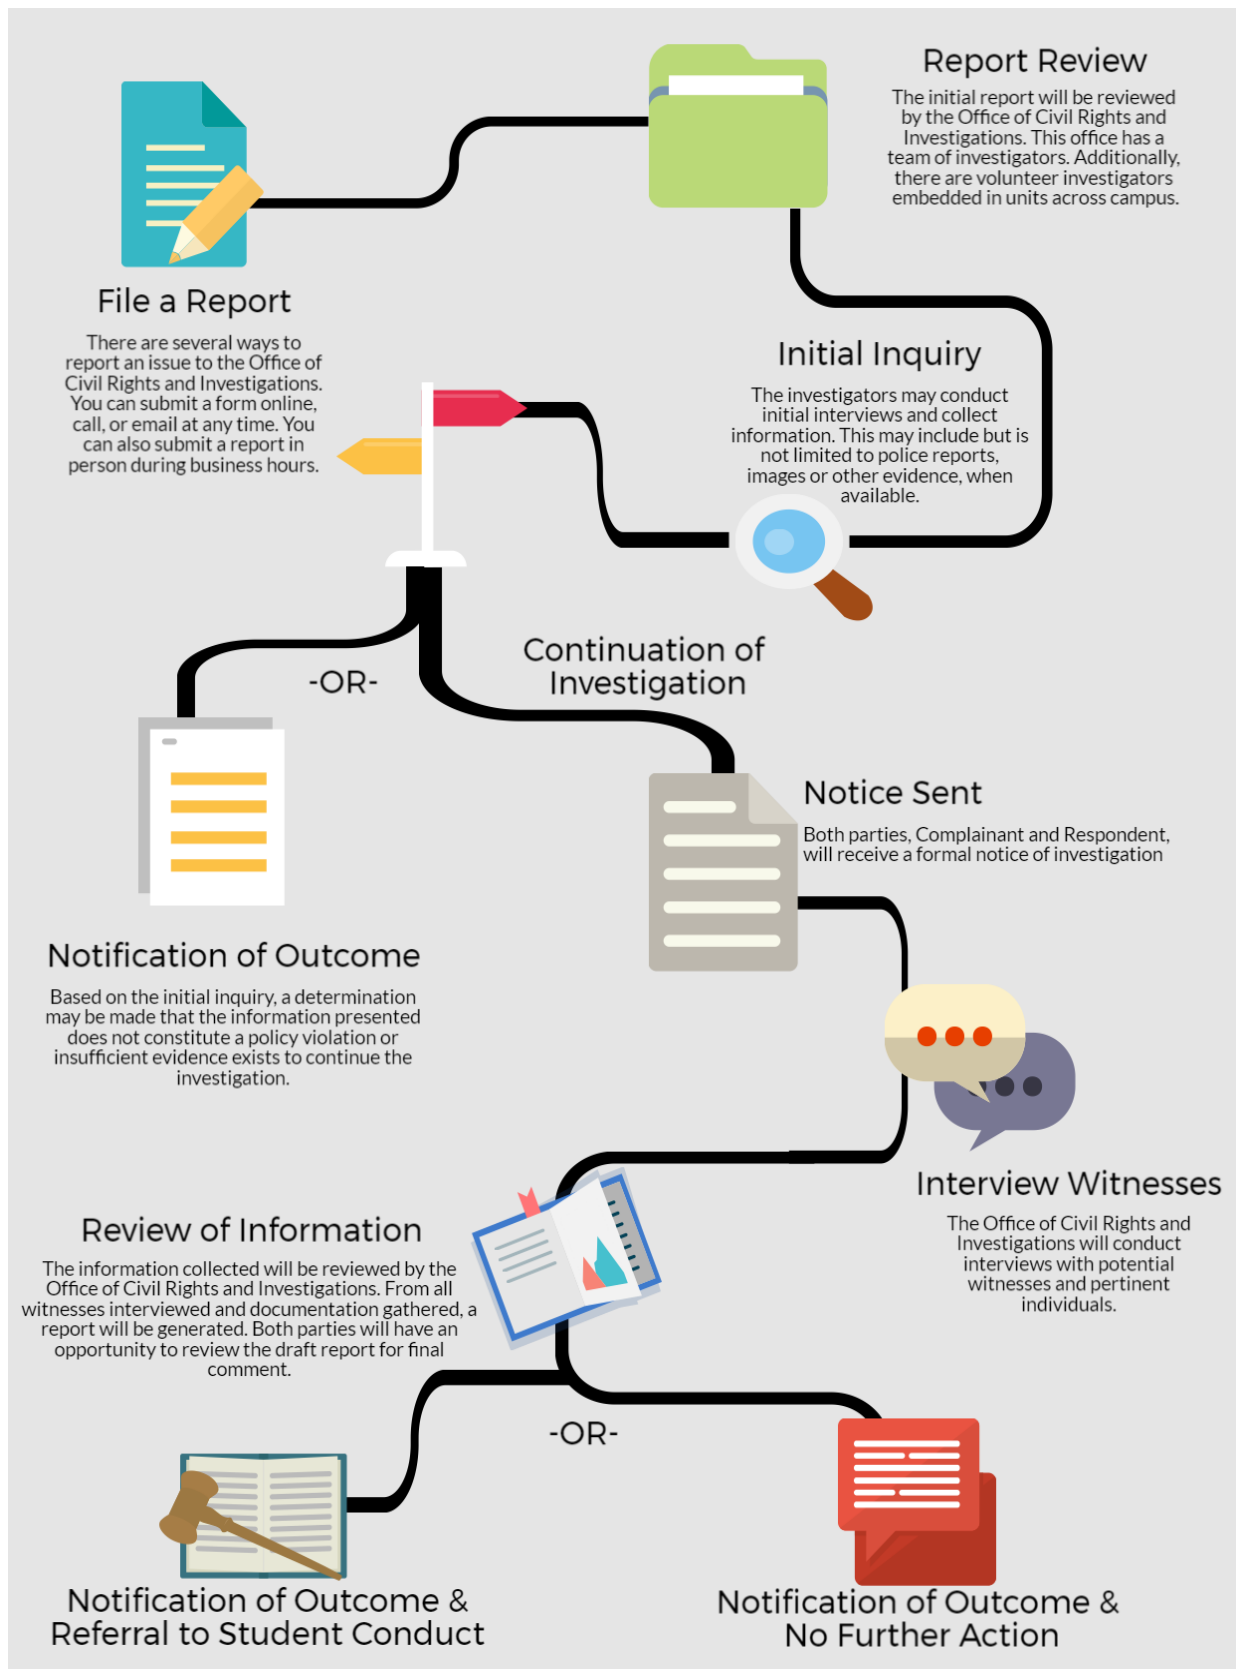 Report Review
The initial report will be reviewed
by the Office of Civil Rights and
Investigations. This office has a
team of investigators. Additionally,
there are volunteer investigators
embedded in units across campus.
File a Report
There are several ways to
report an issue to the Office of
Civil Rights and Investigations.
You can submit a form online,
call, or email at any time. You
can also submit a report in
person during business hours.
Initial Inquiry
The investigators may conduct
initial interviews and collect
information. This may include but is
not limited to police reports,
images or other evidence, when
available.
-OR-
Continuation of
Investigation
Notice Sent
Both parties, Complainant and Respondent,
will receive a formal notice of investigation
Notification of Outcome
Based on the initial inquiry, a determination
may be made that the information presented
does not constitute a policy violation or
insufficient evidence exists to continue the
investigation.
Interview Witnesses
The Office of Civil Rights and
Investigations will conduct
interviews with potential
witnesses and pertinent
individuals.
Review of Information
The information collected will be reviewed by the
Office of Civil Rights and Investigations. From all
witnesses interviewed and documentation gathered, a
report will be generated. Both parties will have an
opportunity to review the draft report for final
comment.
-OR-
Notification of Outcome &
Referral to Student Conduct
Notification of Outcome &
No Further Action